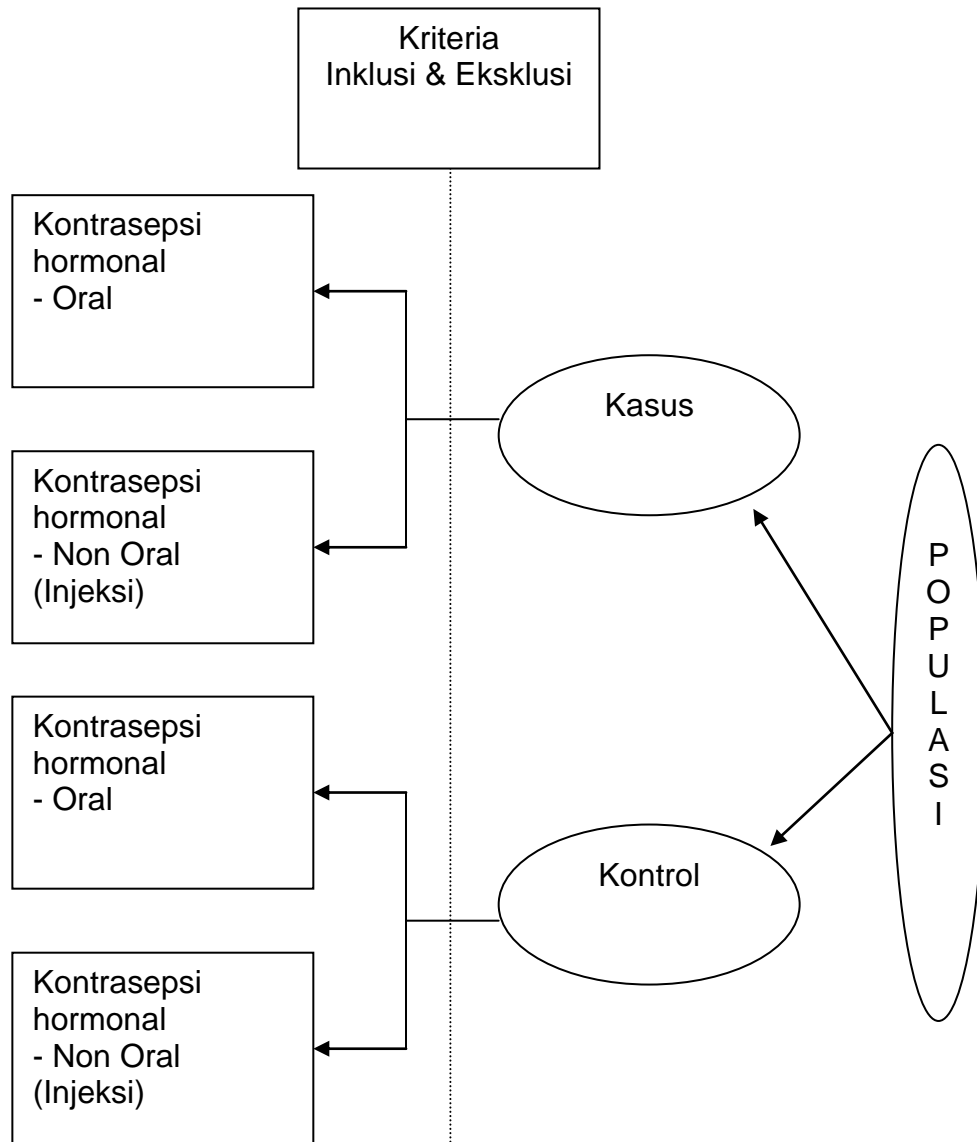 Kriteria
Inklusi & Eksklusi
Kontrasepsi
hormonal
- Oral
Kasus
Kontrasepsi
hormonal
- Non Oral
(Injeksi)
P
O
P
U
L
A
S
I
Kontrasepsi
hormonal
- Oral
Kontrol
Kontrasepsi
hormonal
- Non Oral
(Injeksi)